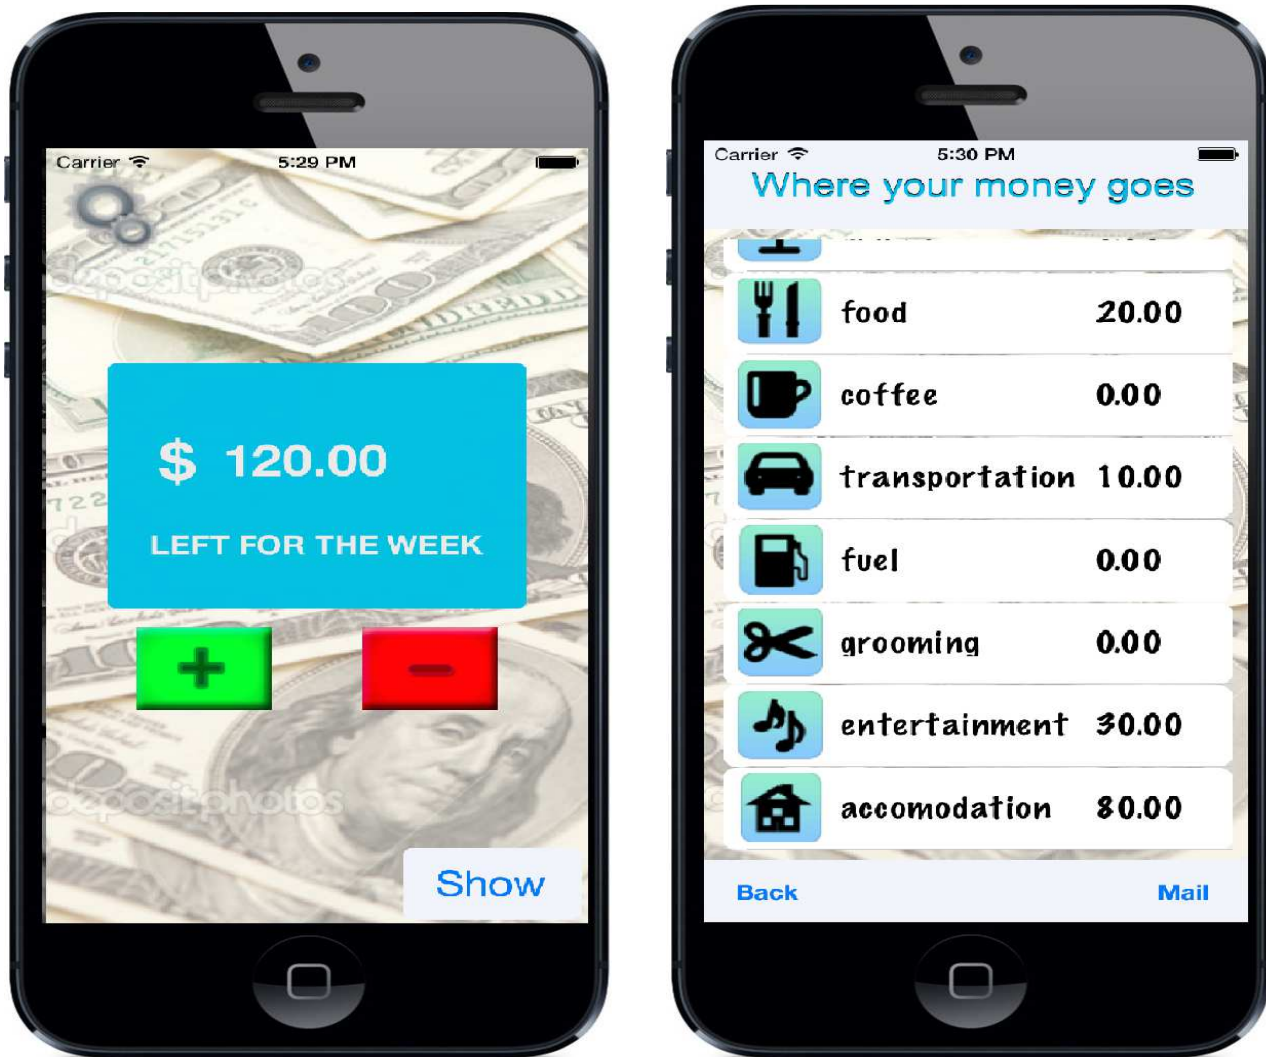 Carrier
5:29 PM
depositphotos
$ 120.00
LEFT FOR THE WEEK
+
-
depositphotos
Show
Carrier
5:30 PM
Where your money goes
food 20.00
coffee 0.00
transportation 10.00
fuel 0.00
grooming 0.00
entertainment 30.00
accomodation 80.00
Back
Mail